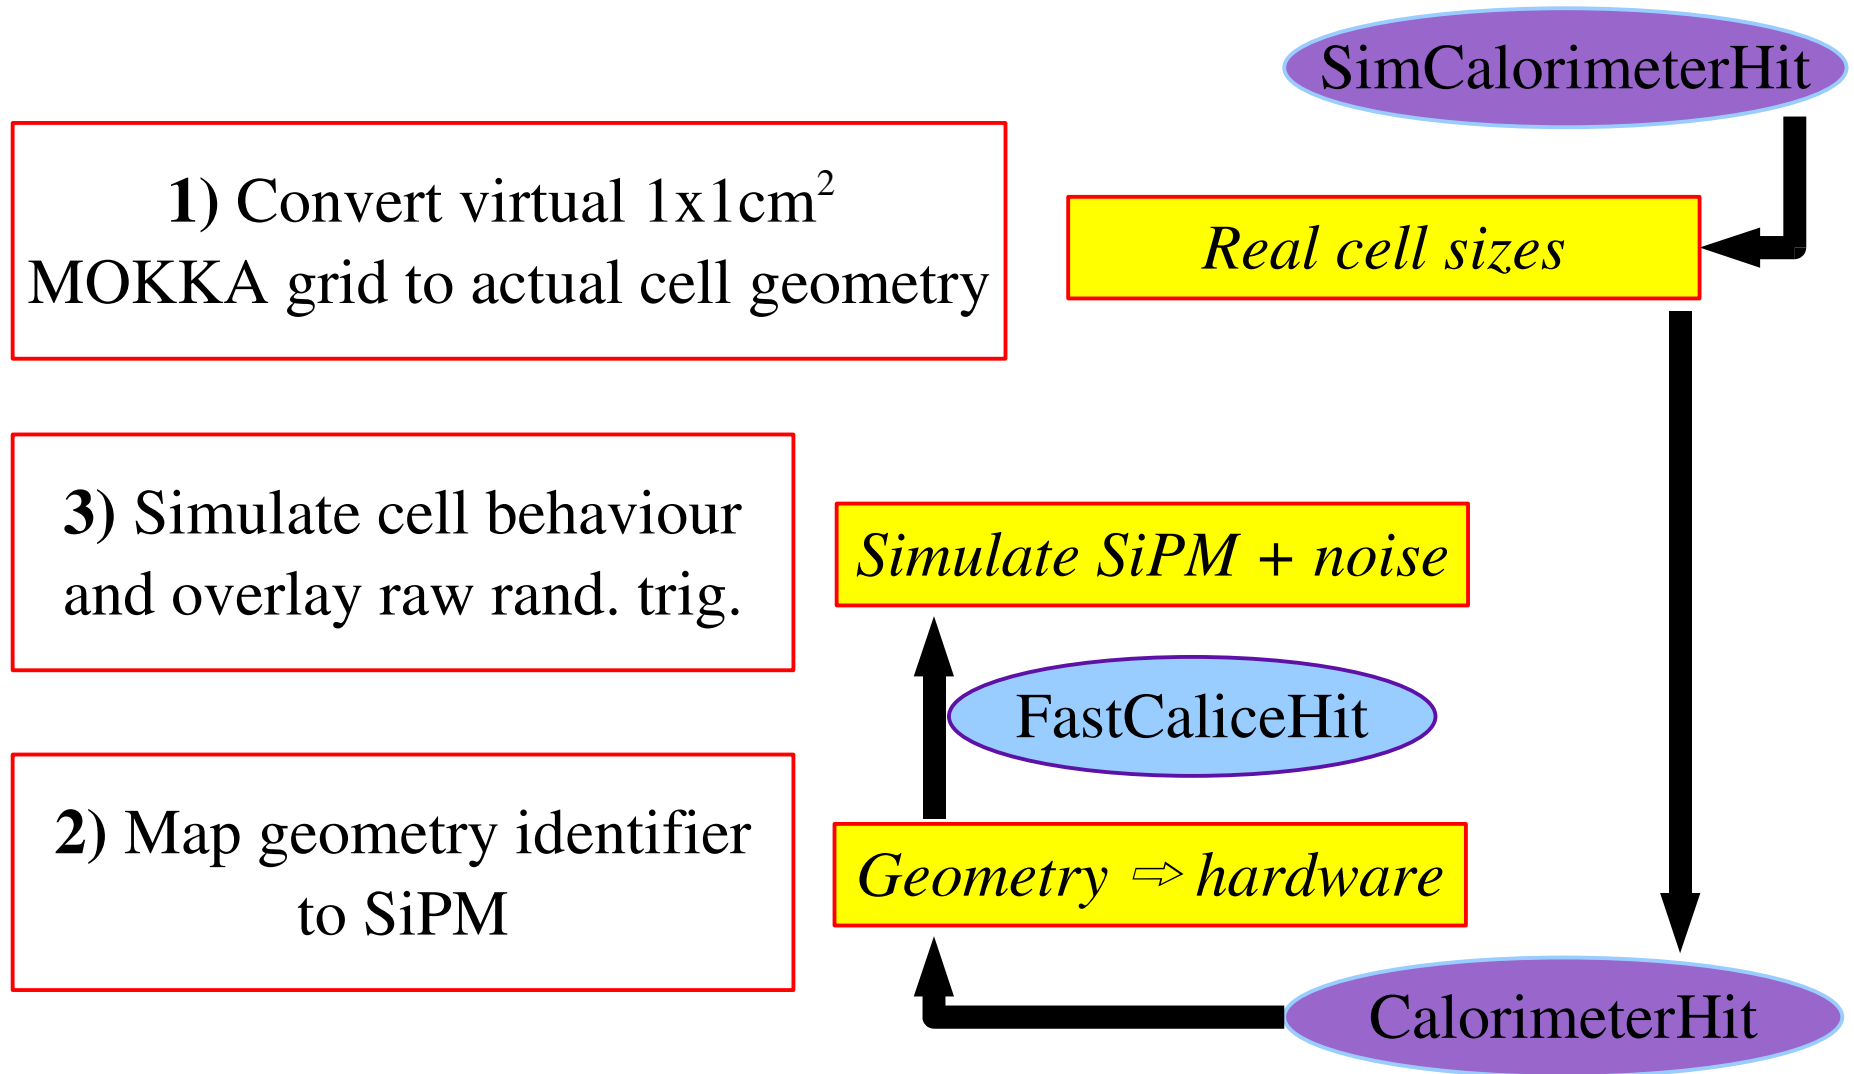 SimCalorimeterHit
1) Convert virtual 1x1cm²
MOKKA grid to actual cell geometry
Real cell sizes
3) Simulate cell behaviour
and overlay raw rand. trig.
Simulate SiPM + noise
FastCaliceHit
2) Map geometry identifier
to SiPM
Geometry ⇨ hardware
CalorimeterHit